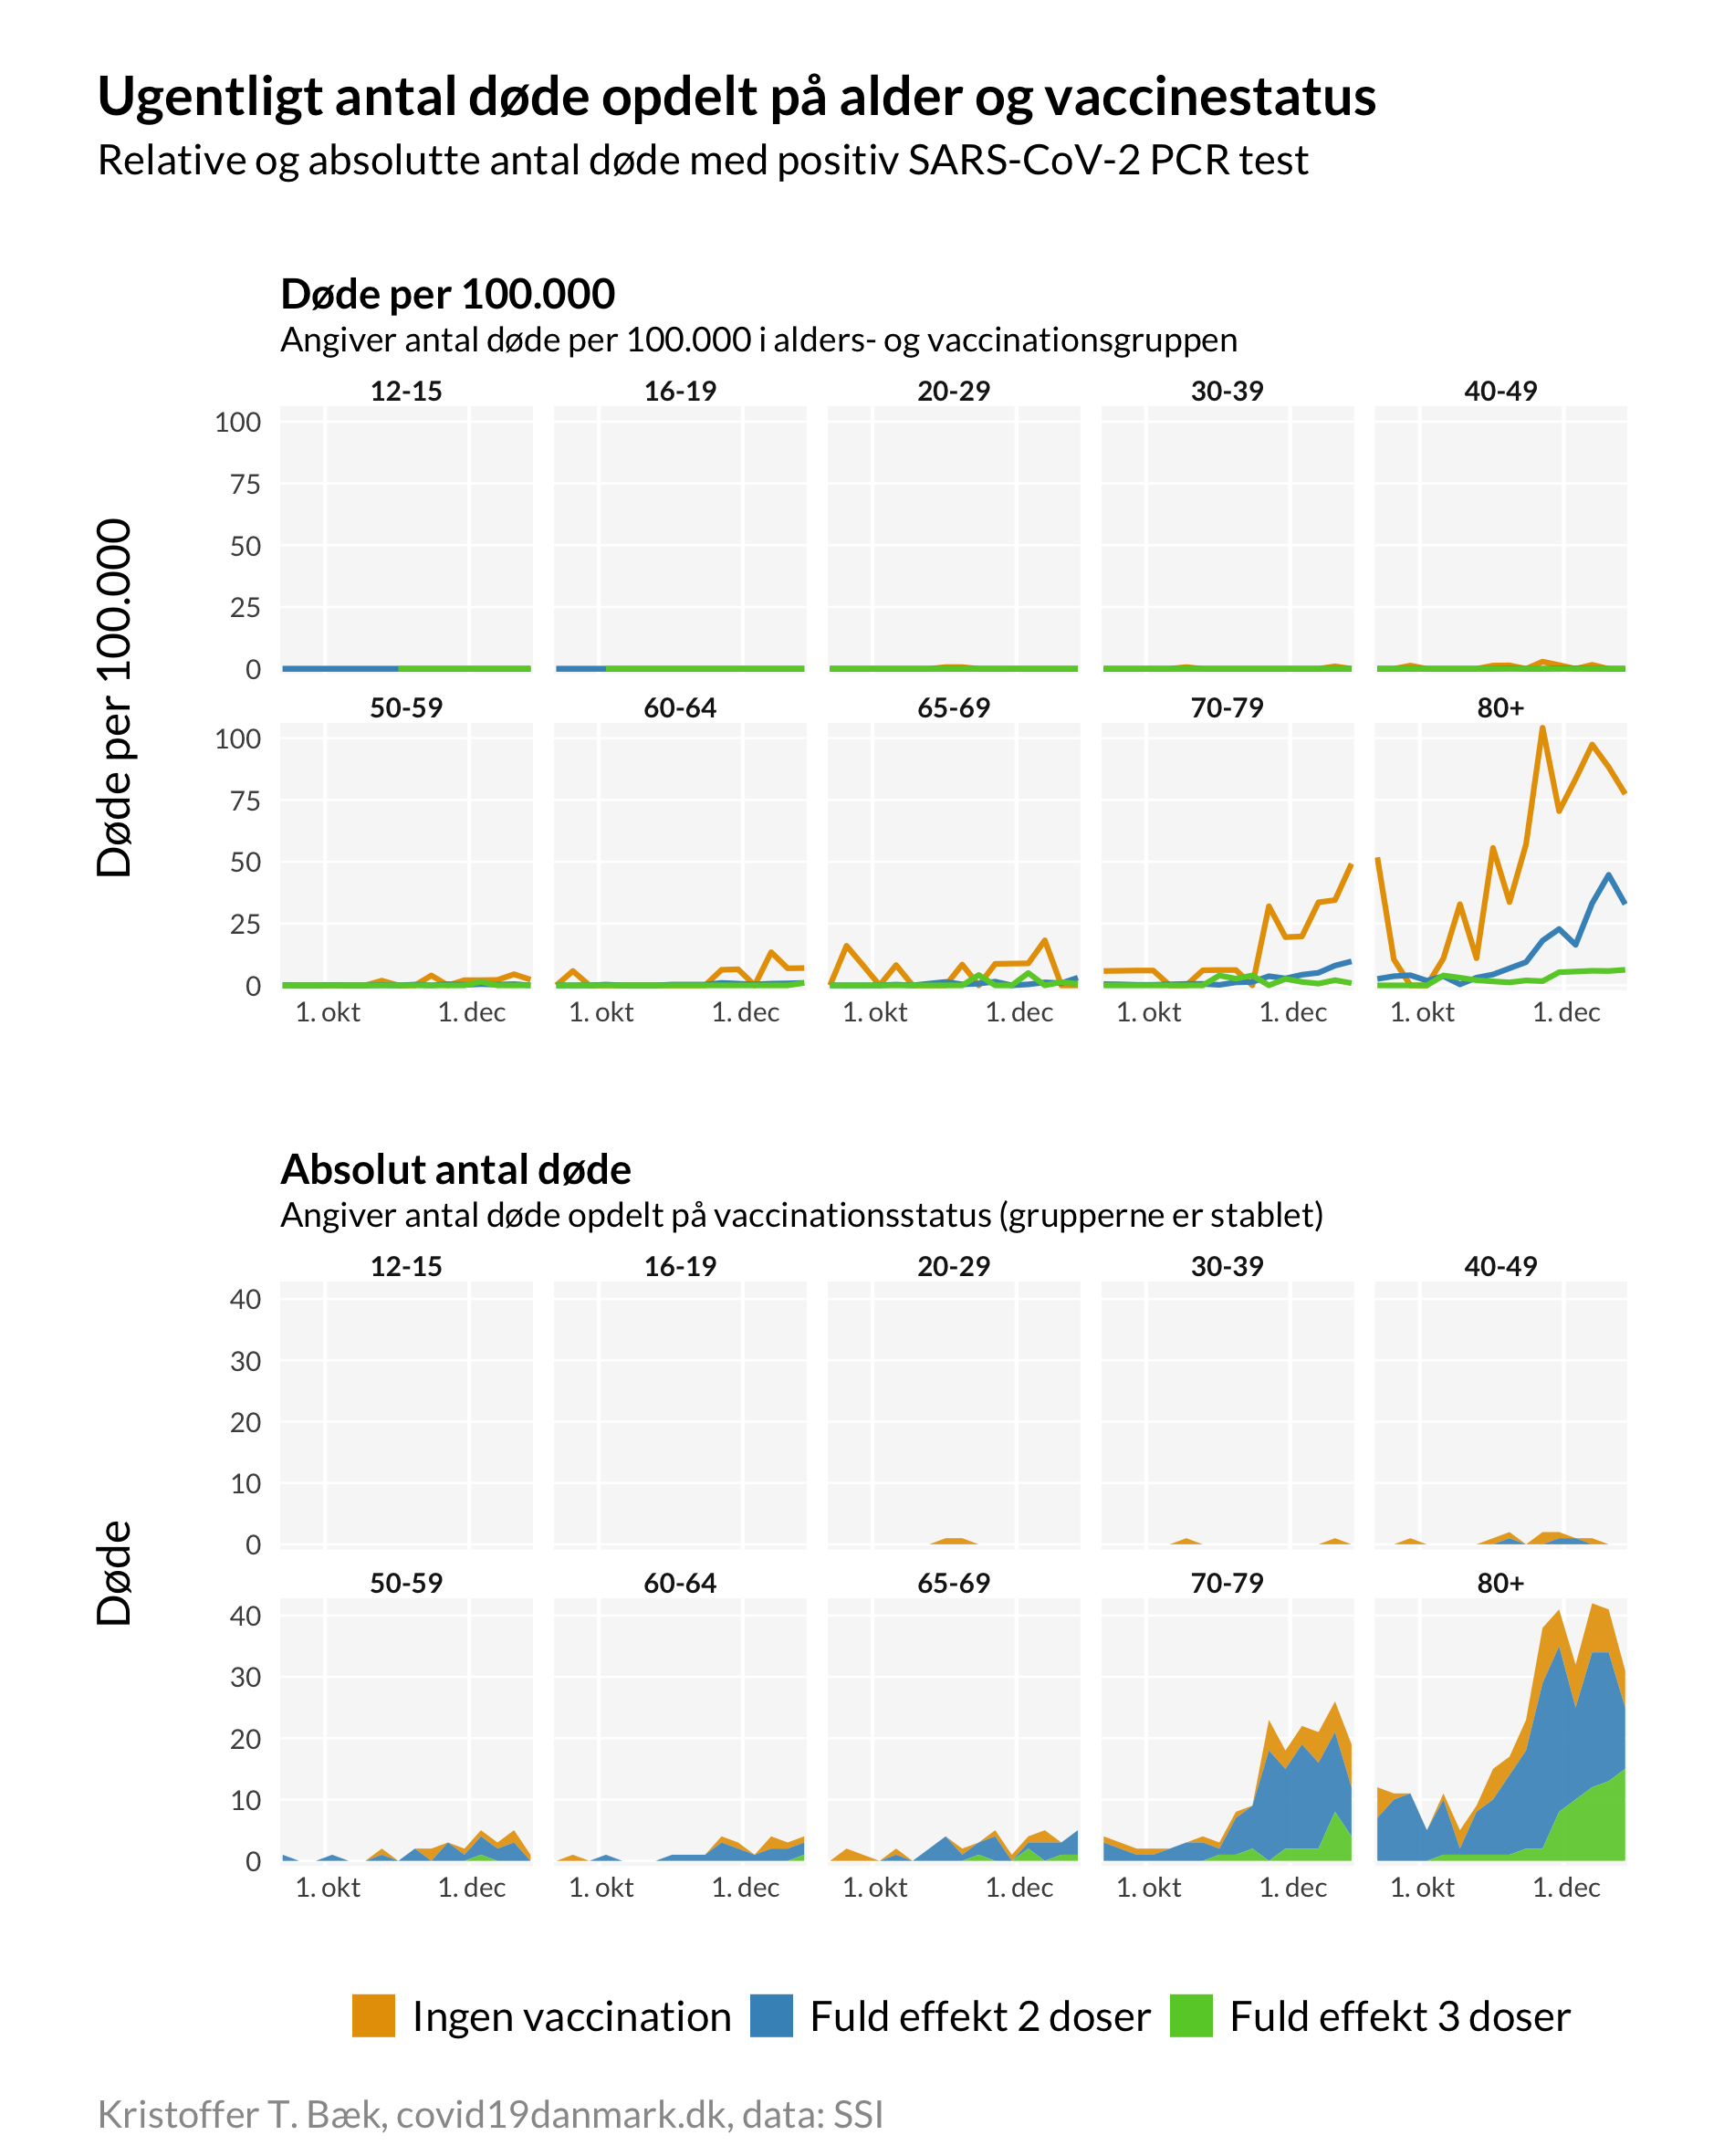 Ugentligt antal døde opdelt på alder og vaccinestatus
Relative og absolutte antal døde med positiv SARS-CoV-2 PCR test
Døde per 100.000
Angiver antal døde per 100.000 i alders- og vaccinationsgruppen
12-15 16-19 20-29 30-39 40-49
100
75
50
25
0
Døde per 100.000
50-59 60-64 65-69 70-79 80+
100
75
50
25
0
1. okt 1. dec 1. okt 1. dec 1. okt 1. dec 1. okt 1. dec 1. okt 1. dec
Absolut antal døde
Angiver antal døde opdelt på vaccinationsstatus (grupperne er stablet)
12-15 16-19 20-29 30-39 40-49
40
30
20
10
0
Døde
50-59 60-64 65-69 70-79 80+
40
30
20
10
0
1. okt 1. dec 1. okt 1. dec 1. okt 1. dec 1. okt 1. dec 1. okt 1. dec
Ingen vaccination Fuld effekt 2 doser Fuld effekt 3 doser
Kristoffer T. Bæk, covid19danmark.dk, data: SSI